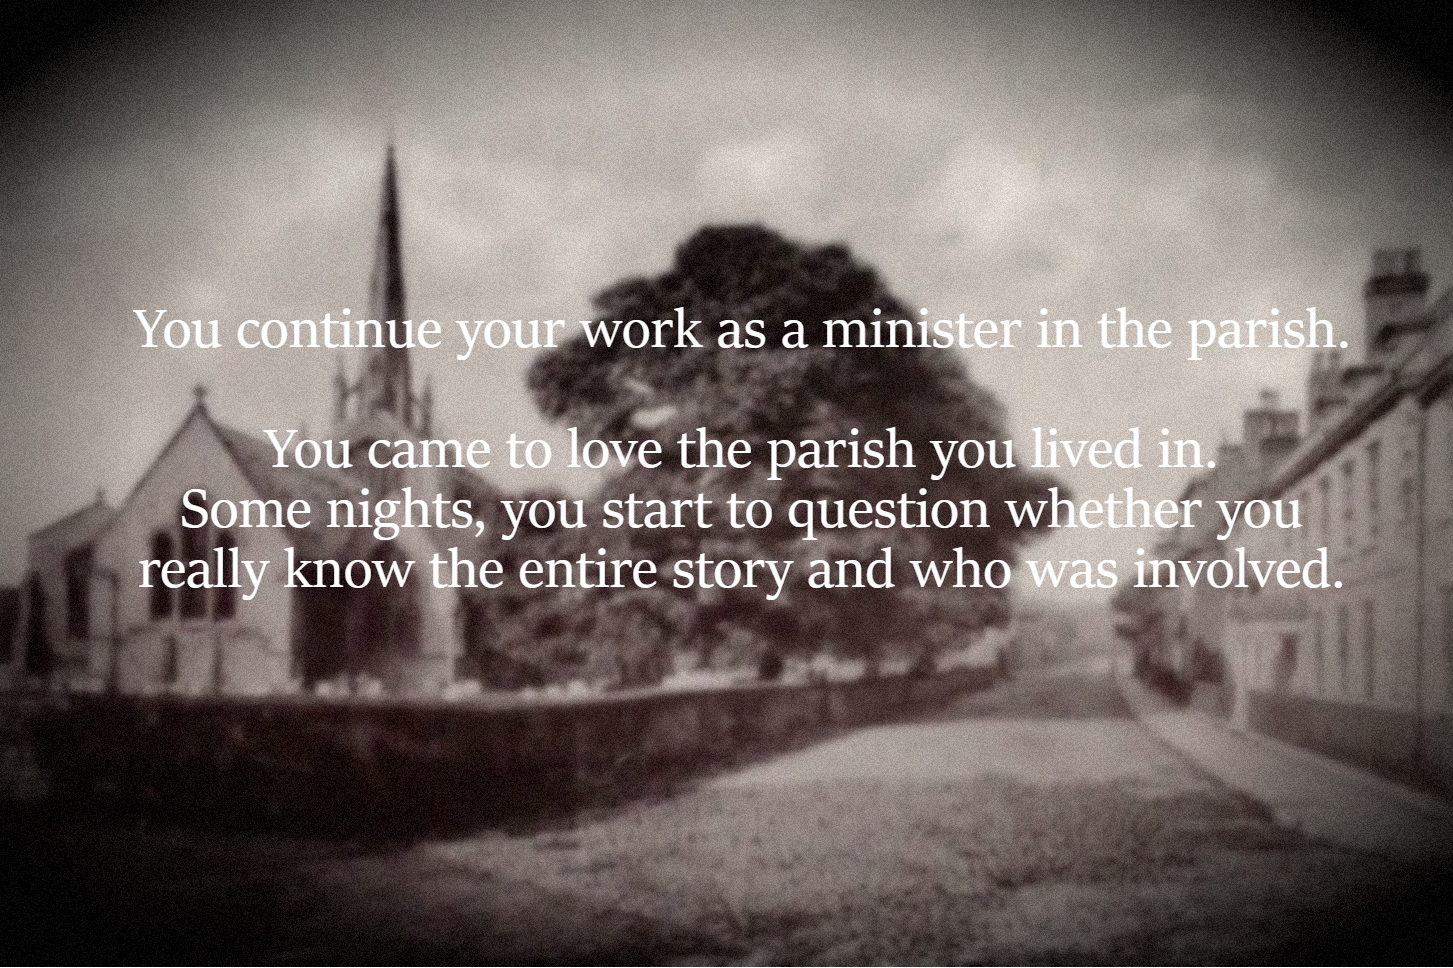 You continue your work as a minister in the parish.
You came to love the parish you lived in.
Some nights, you start to question whether you
really know the entire story and who was involved.